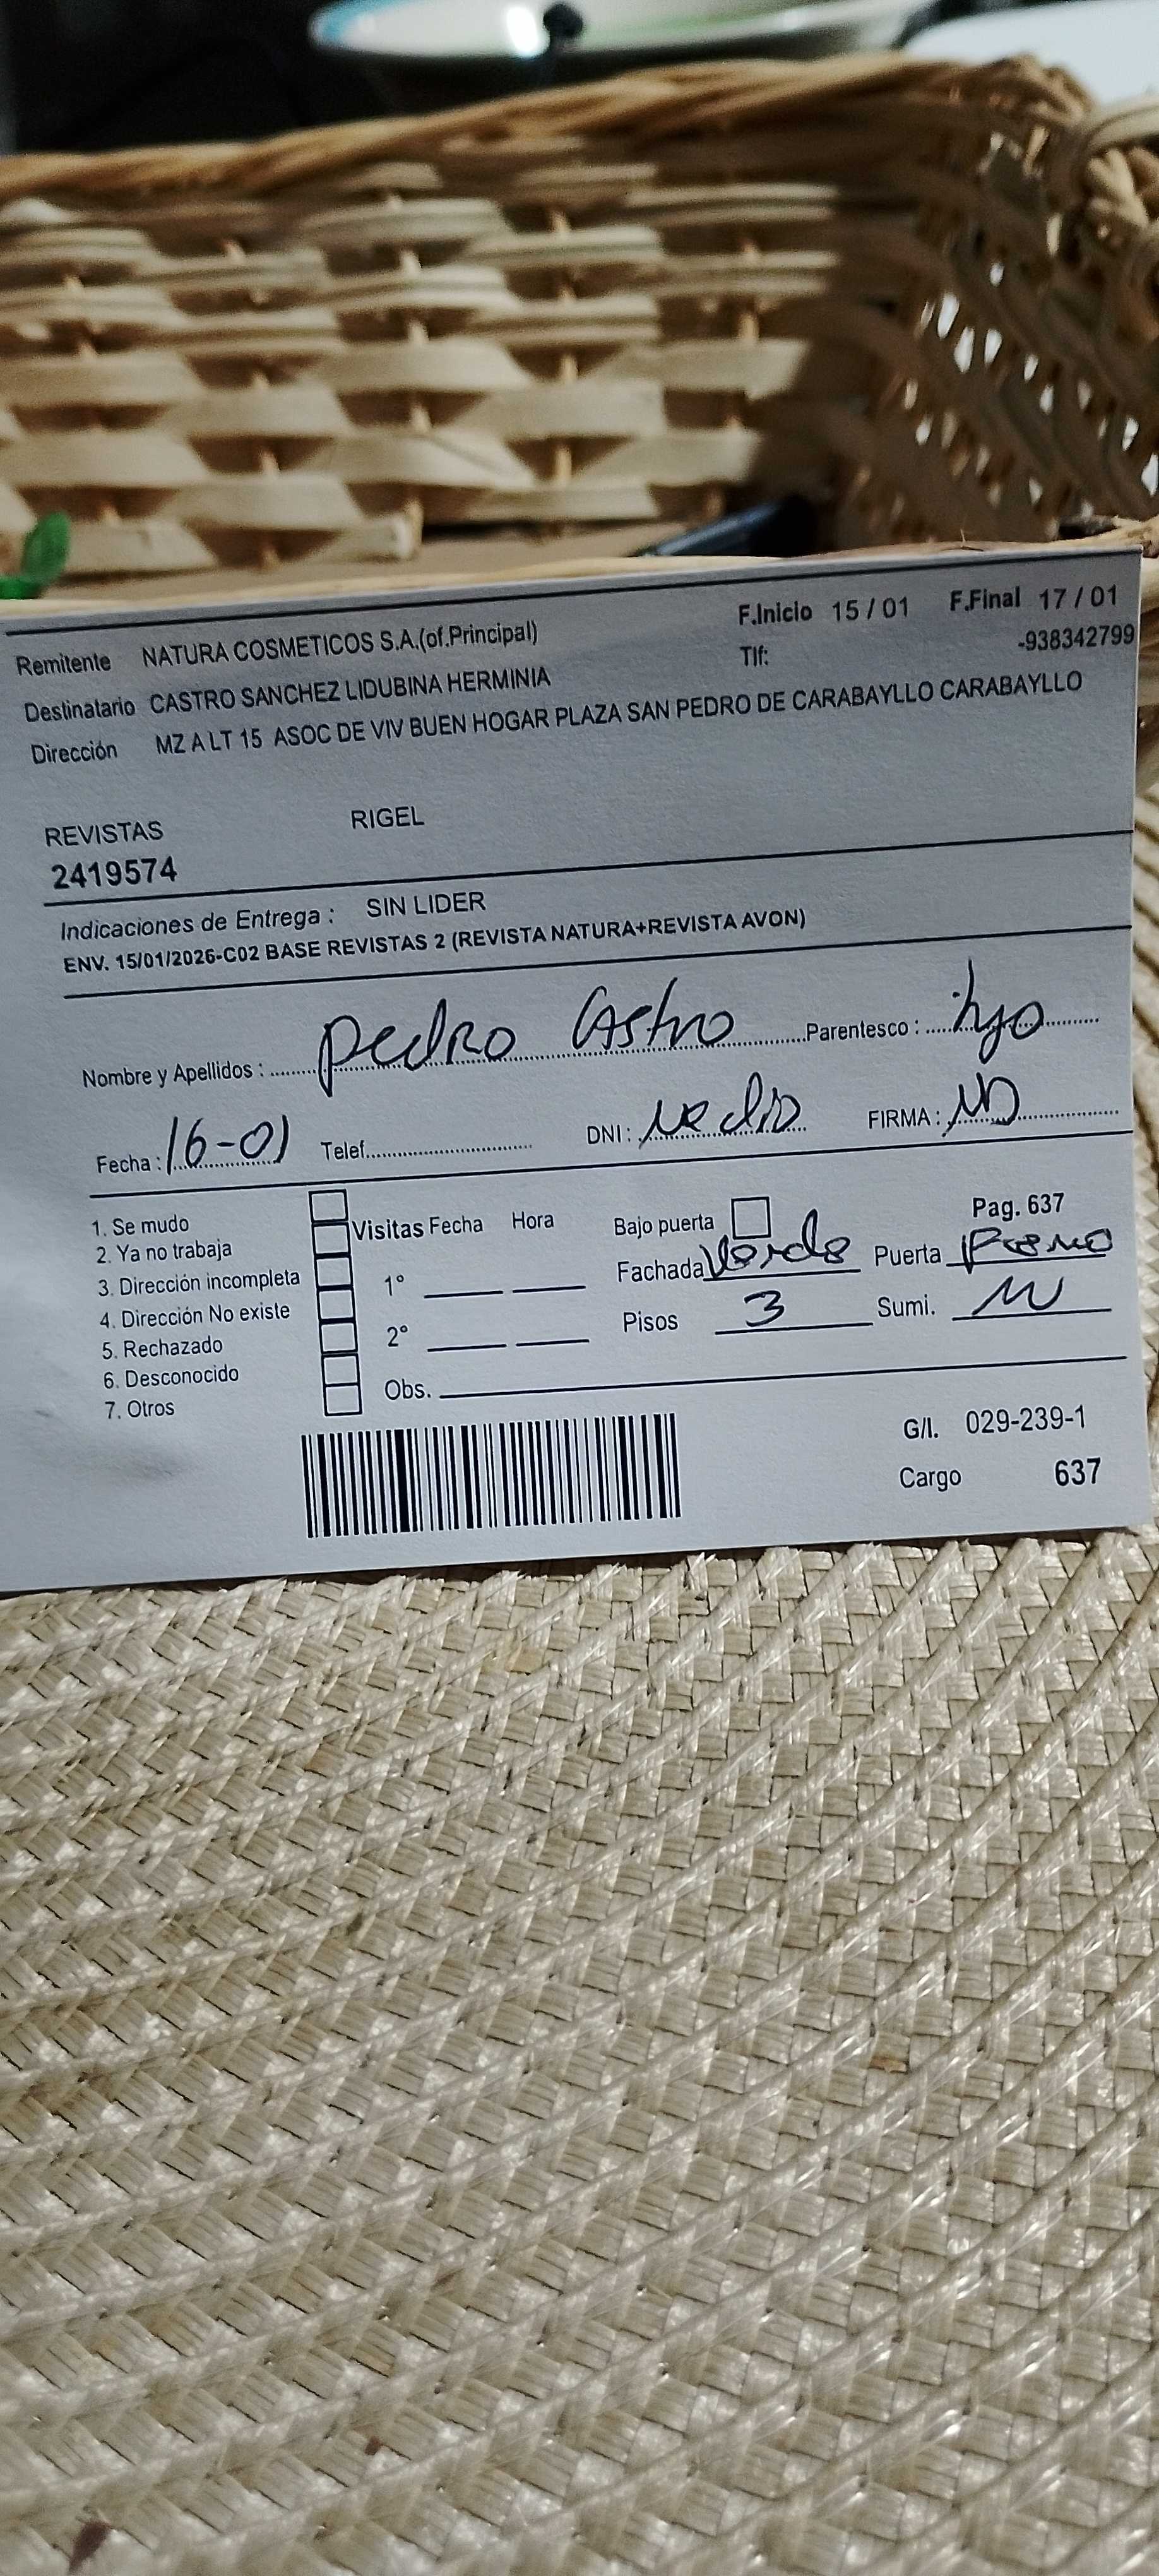 F.Inicio 15 / 01 F.Final 17 / 01
Remitente NATURA COSMETICOS S.A.(of.Principal) Tlf: -938342799
Destinatario CASTRO SANCHEZ LIDUBINA HERMINIA
Dirección MZ A LT 15 ASOC DE VIV BUEN HOGAR PLAZA SAN PEDRO DE CARABAYLLO CARABAYLLO
REVISTAS RIGEL
2419574
Indicaciones de Entrega : SIN LIDER
ENV. 15/01/2026-C02 BASE REVISTAS 2 (REVISTA NATURA+REVISTA AVON)
Nombre y Apellidos : Pedro Castro Parentesco : hijo
Fecha : 16-01 Telef. DNI : Ne dio FIRMA :
1. Se mudo
2. Ya no trabaja
3. Dirección incompleta
4. Dirección No existe
5. Rechazado
6. Desconocido
7. Otros
Visitas Fecha Hora
1°
2°
Obs.
Bajo puerta Pag. 637
Fachada Verde Puerta Fierro
Pisos 3 Sumi.
G/I. 029-239-1
Cargo 637